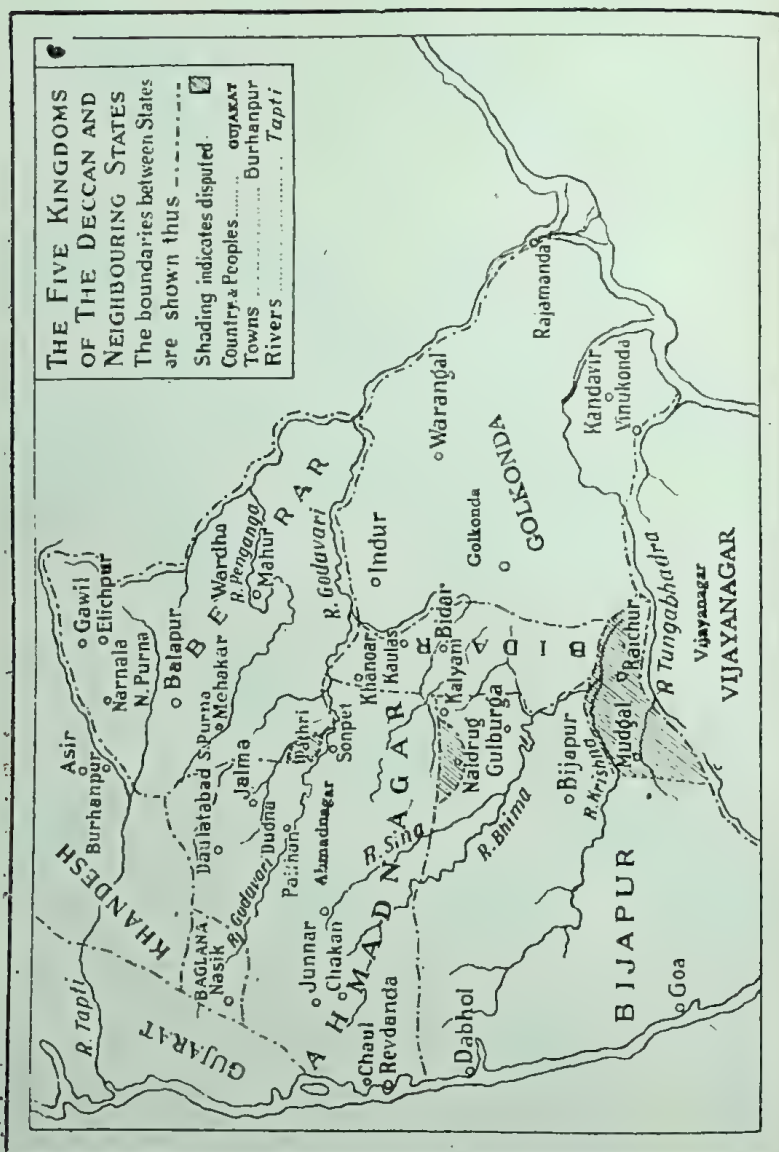 THE FIVE KINGDOMS
OF THE DECCAN AND
NEIGHBOURING STATES
The boundaries between States
are shown thus
Shading indicates disputed
Country & Peoples........ GUJARAT
Towns .............. Burhanpur
Rivers .............. Tapti
Gawil
Elichpur
Narnala
N. Purna
Asir
Burhanpur
Balapur
BERAR
Wardha
R. Penganga
Mahur
KHANDESH
R. Tapti
GUJARAT
Daulatabad
S. Purna
Mehakar
Jalma
BAGLANA
Nasik
R. Godavari
Dudna
Paithan
Pathri
Sonpet
R. Godavari
Indur
Khanoar
Kaulas
Ahmadnagar
Junnar
Chakan
AHMADNAGAR
R. Sina
Kalyani
Bidar
BIDAR
Warangal
Golkonda
GOLKONDA
Rajamanda
Chaul
Revdanda
R. Bhima
Naldrug
Gulburga
Dabhol
Bijapur
R. Krishna
Mudgal
Raichur
R Tungabhadra
Kandavir
Vinukonda
BIJAPUR
Goa
Vijayanagar
VIJAYANAGAR